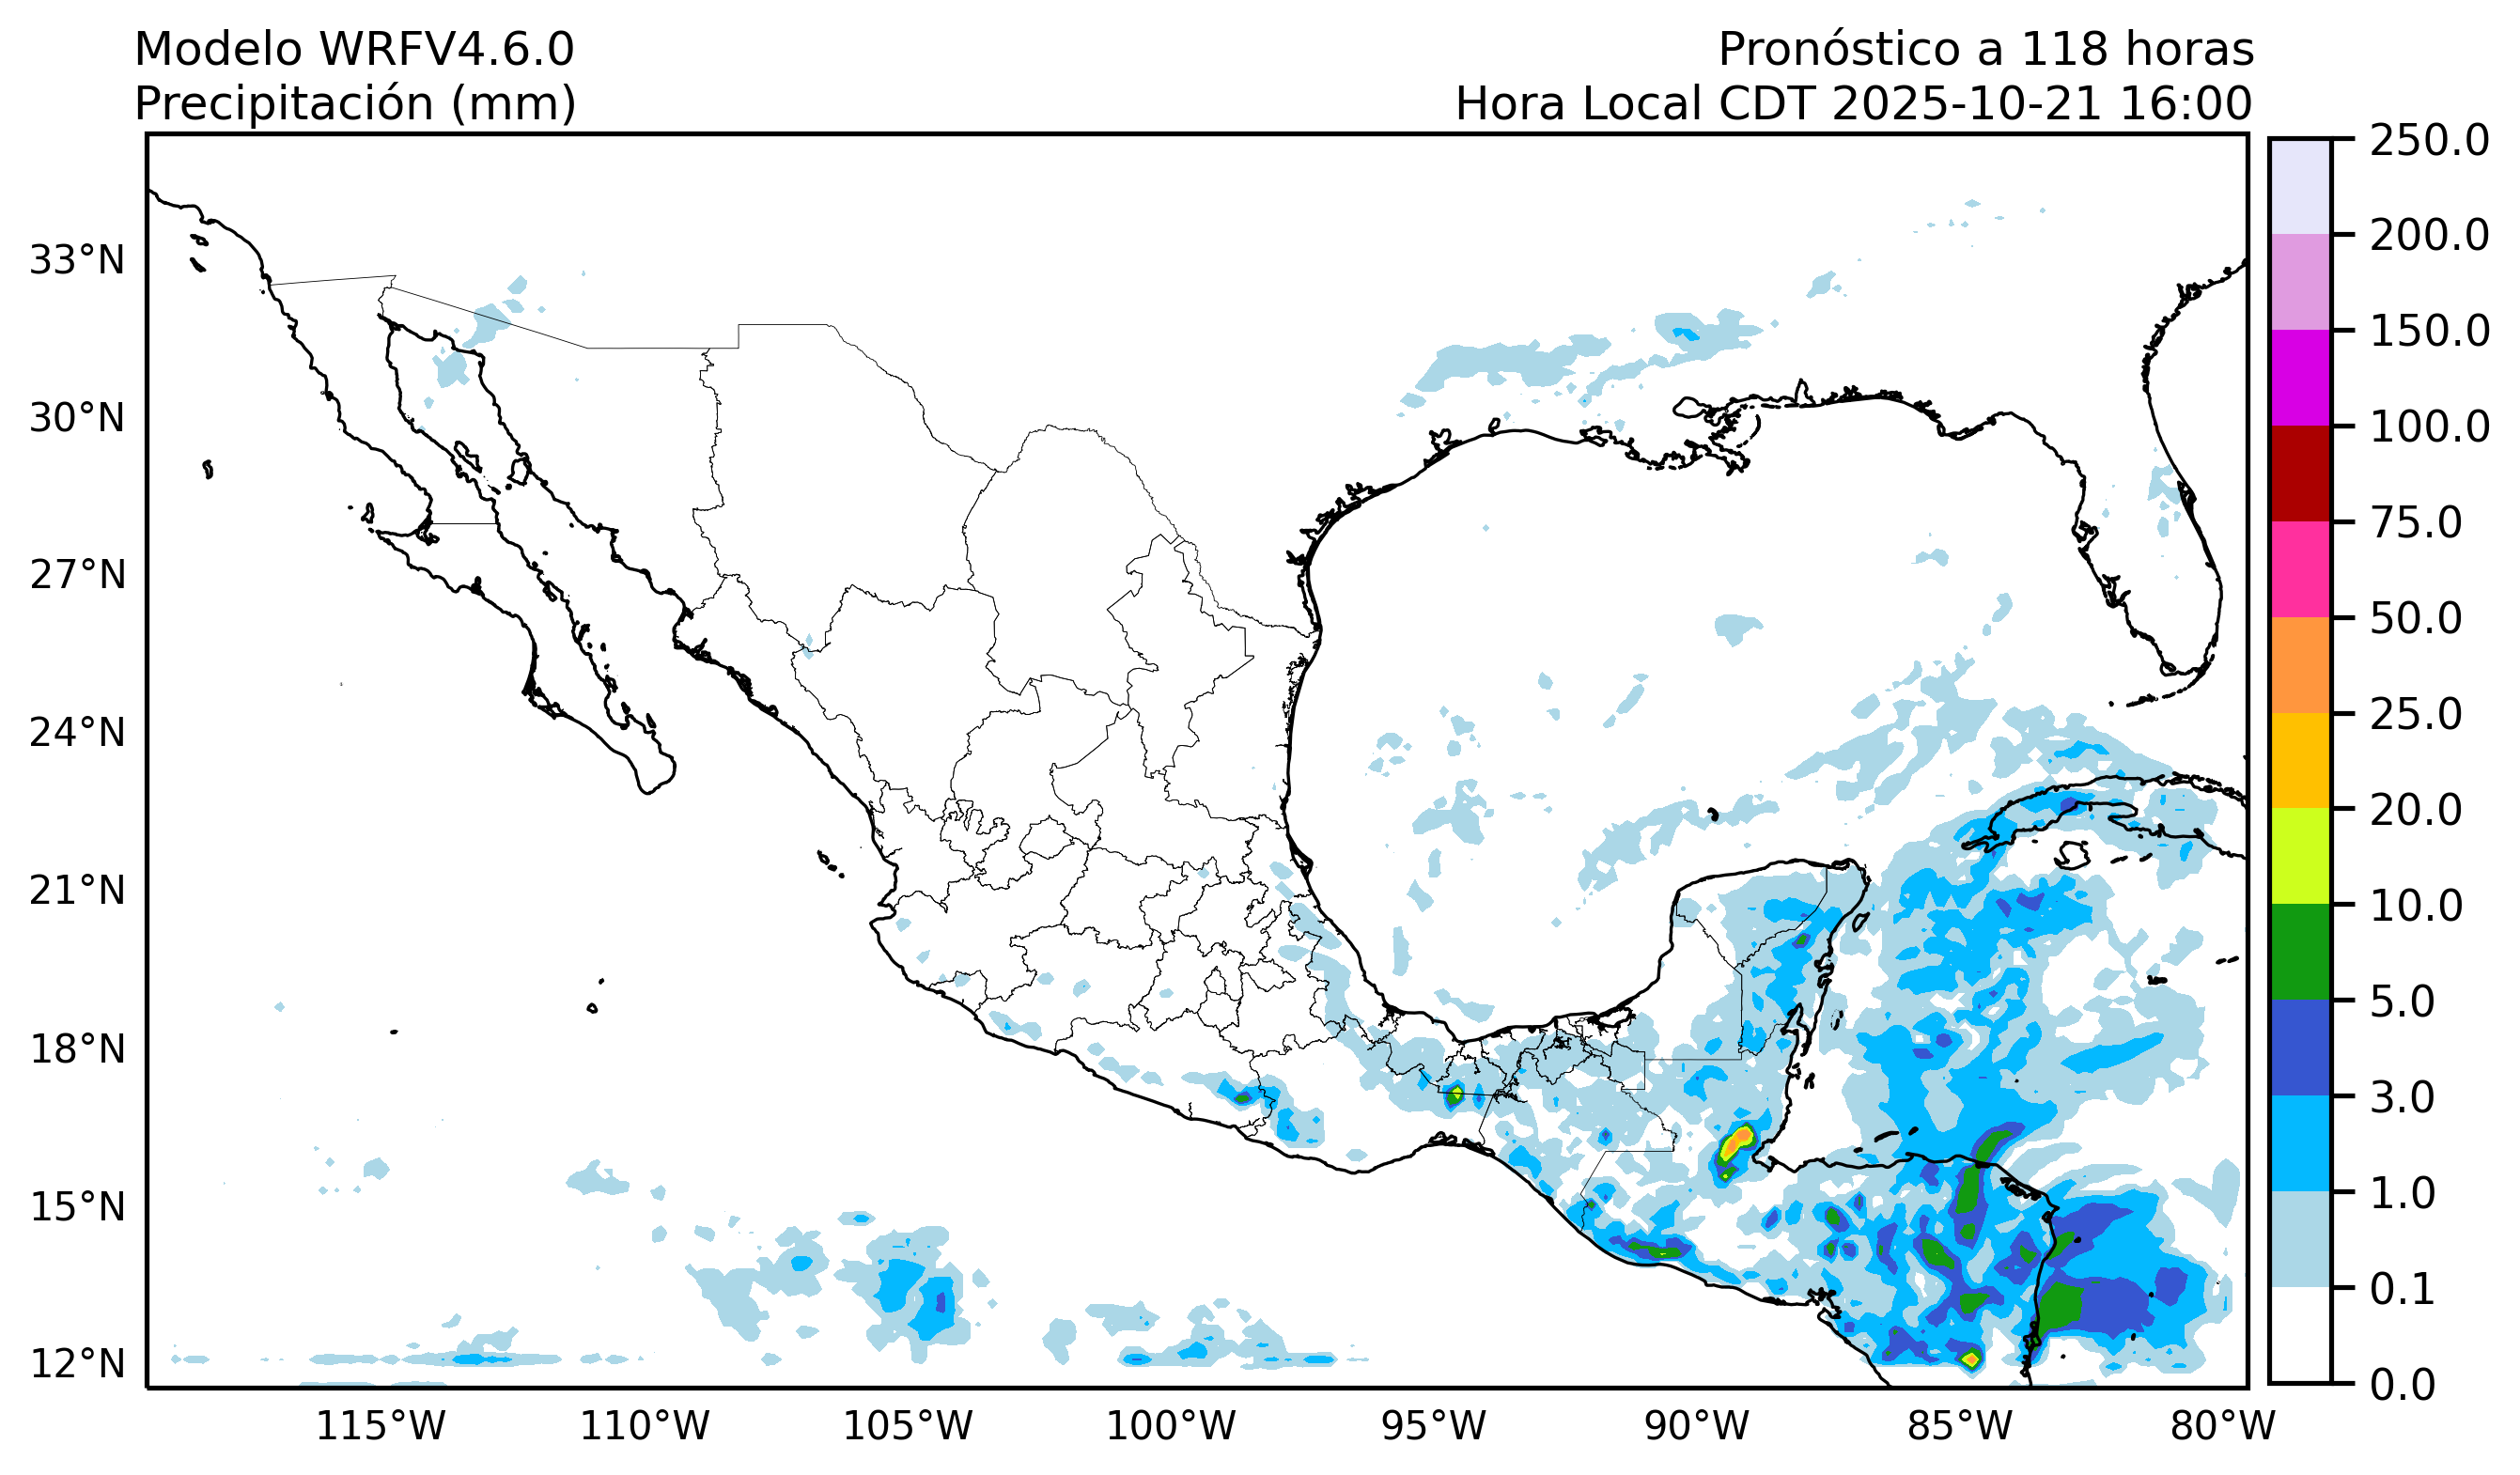 Modelo WRFV4.6.0
Precipitación (mm)
Pronóstico a 118 horas
Hora Local CDT 2025-10-21 16:00
33°N
30°N
27°N
24°N
21°N
18°N
15°N
12°N
115°W
110°W
105°W
100°W
95°W
90°W
85°W
80°W
250.0
200.0
150.0
100.0
75.0
50.0
25.0
20.0
10.0
5.0
3.0
1.0
0.1
0.0